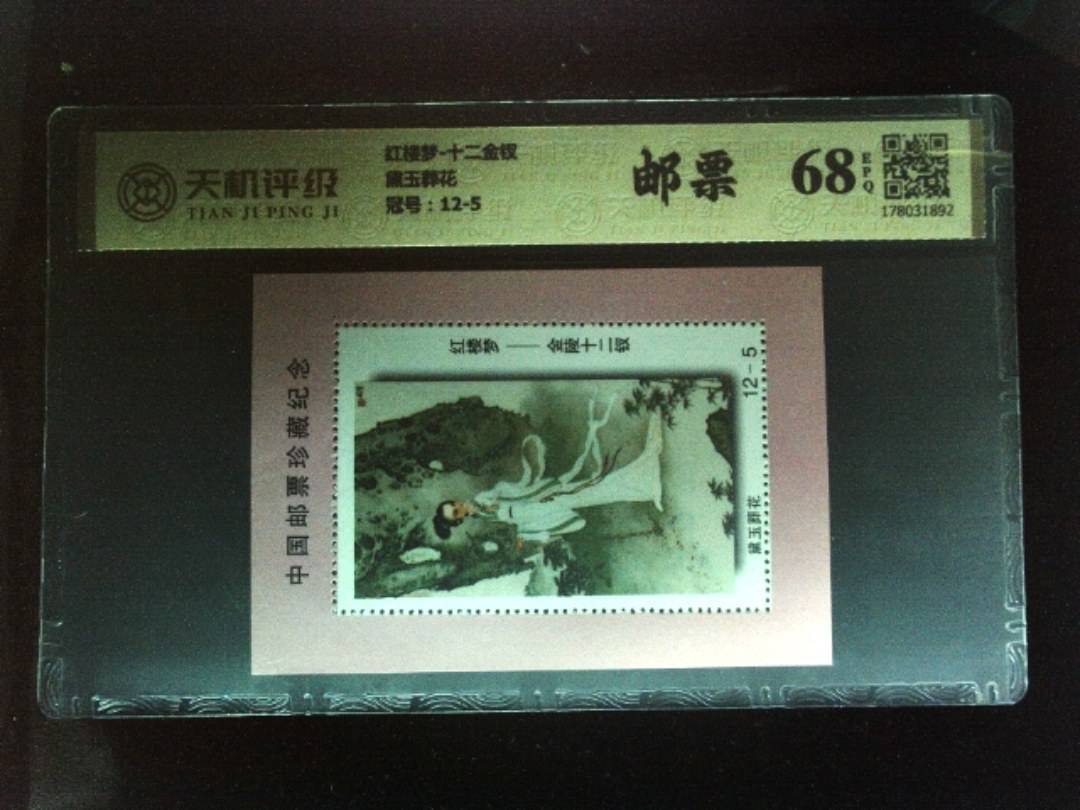 天机评级
TIAN JI PING JI
红楼梦-十二金钗
黛玉葬花
冠号：12-5
邮票
68
EPQ
178031892
中国邮票珍藏纪念
红楼梦——金陵十二钗
12-5
黛玉葬花